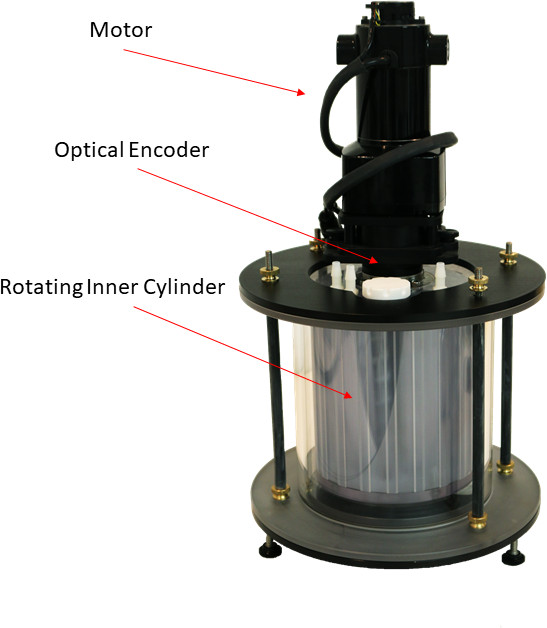 Motor
Optical Encoder
Rotating Inner Cylinder